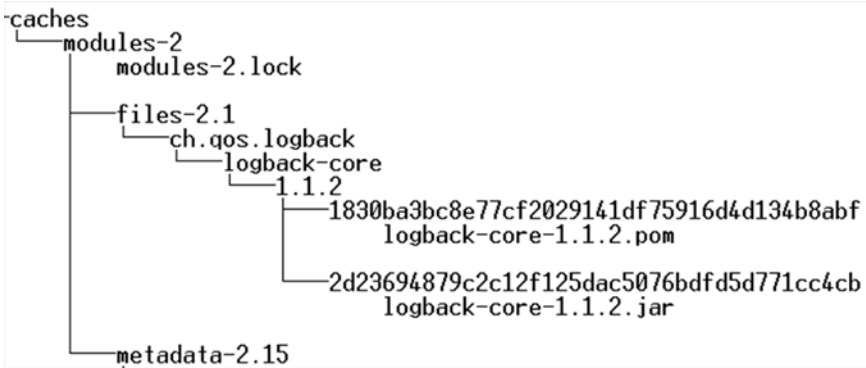 caches
modules-2
modules-2.lock
files-2.1
ch.qos.logback
logback-core
1.1.2
1830ba3bc8e77cf2029141df75916d4d134b8abf
logback-core-1.1.2.pom
2d23694879c2c12f125dac5076bdfd5d771cc4cb
logback-core-1.1.2.jar
metadata-2.15